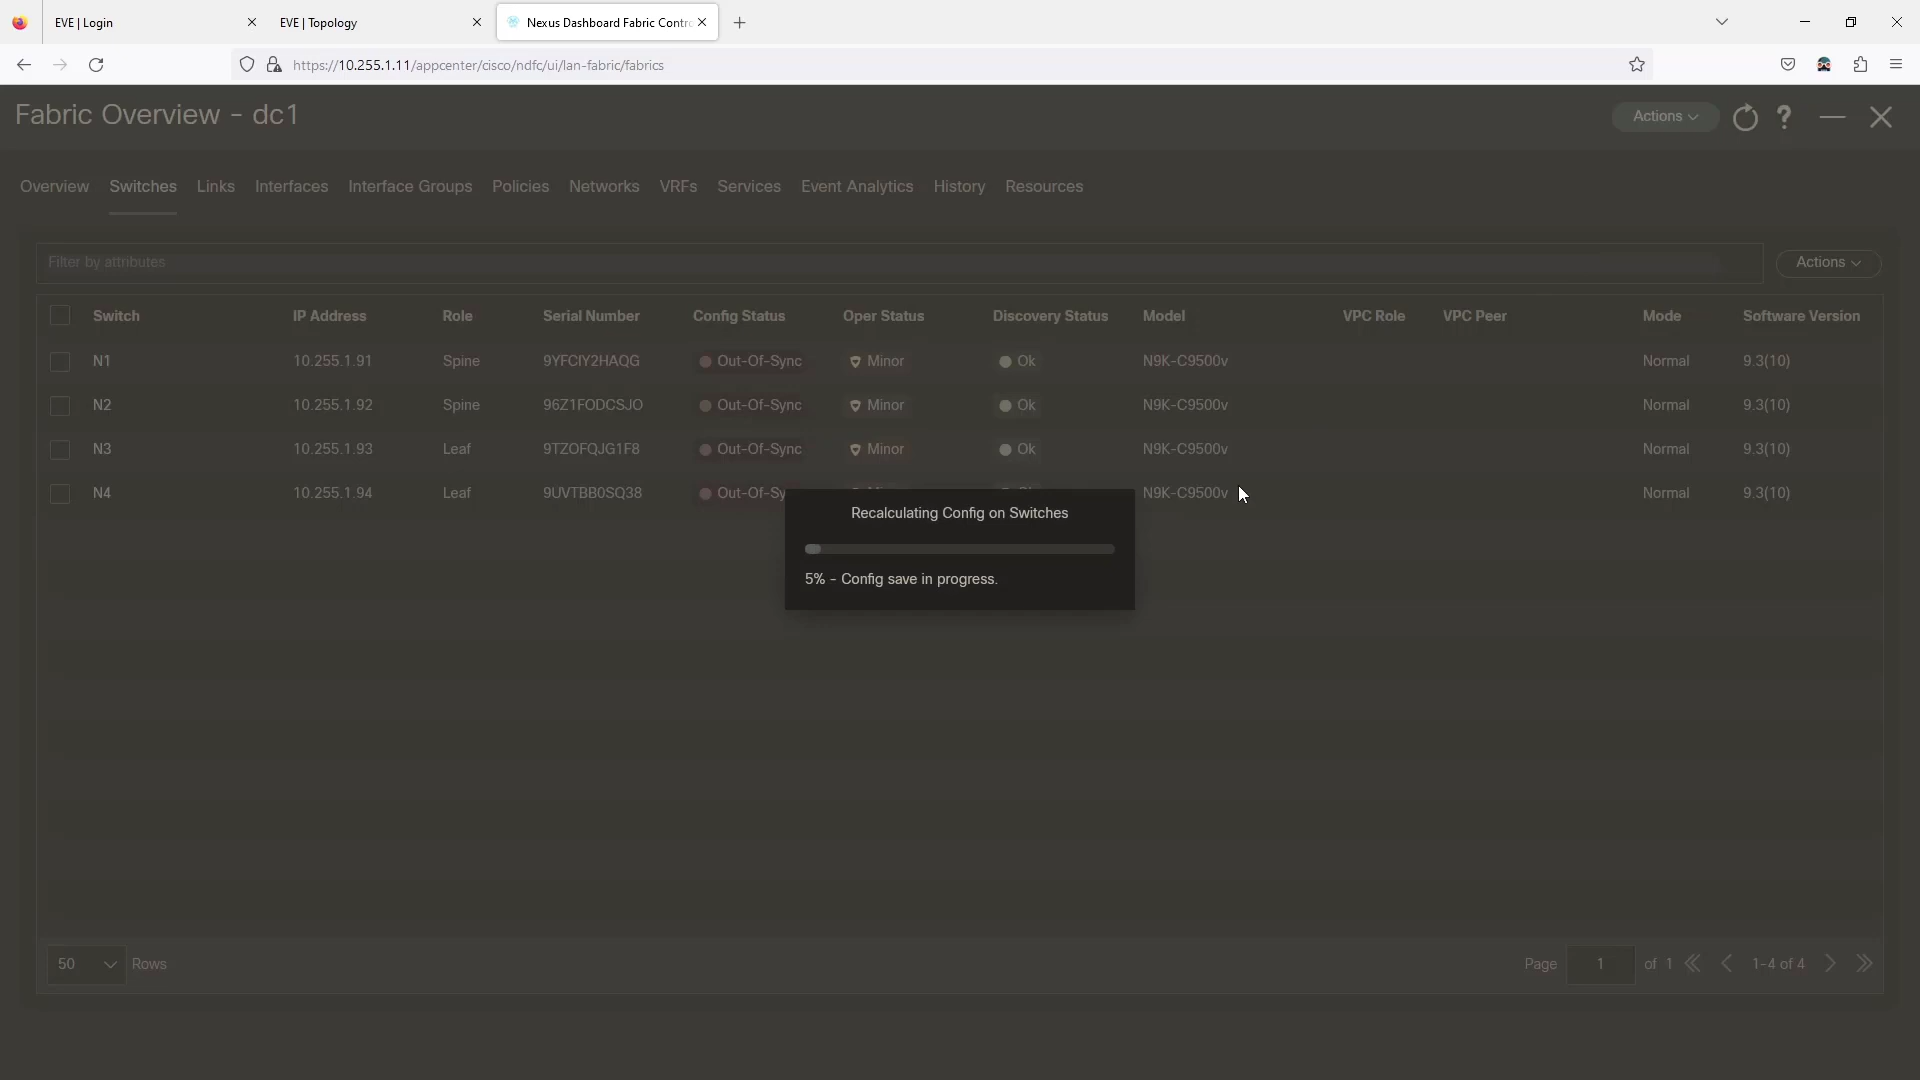 EVE | Login
EVE | Topology
Nexus Dashboard Fabric Contro
https://10.255.1.11/appcenter/cisco/ndfc/ui/lan-fabric/fabrics
Fabric Overview - dc1
Actions
Overview Switches Links Interfaces Interface Groups Policies Networks VRFs Services Event Analytics History Resources
Filter by attributes
Actions
Switch IP Address Role Serial Number Config Status Oper Status Discovery Status Model VPC Role VPC Peer Mode Software Version
N1 10.255.1.91 Spine 9YFCIY2HAQG Out-Of-Sync Minor Ok N9K-C9500v Normal 9.3(10)
N2 10.255.1.92 Spine 96Z1FODCSJO Out-Of-Sync Minor Ok N9K-C9500v Normal 9.3(10)
N3 10.255.1.93 Leaf 9TZOFQJG1F8 Out-Of-Sync Minor Ok N9K-C9500v Normal 9.3(10)
N4 10.255.1.94 Leaf 9UVTBB0SQ38 Out-Of-Sy N9K-C9500v Normal 9.3(10)
Recalculating Config on Switches
5% - Config save in progress.
50 Rows
Page 1 of 1 1-4 of 4